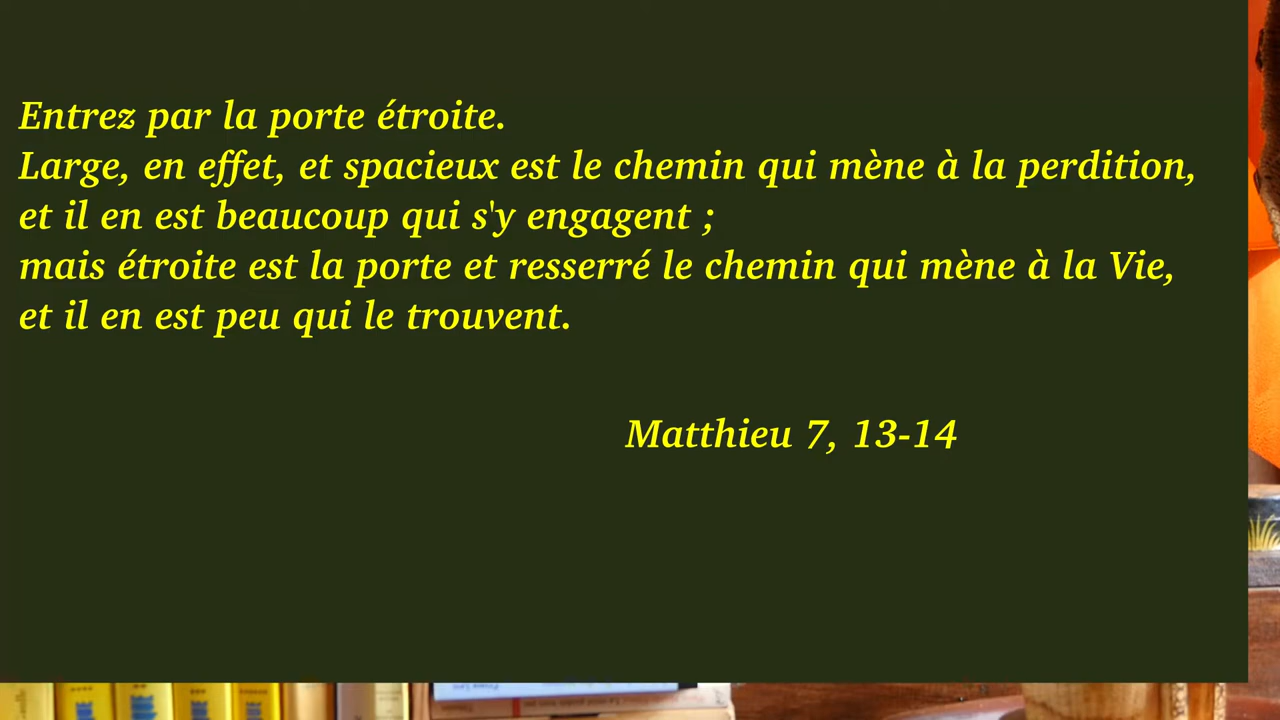 Entrez par la porte étroite.
Large, en effet, et spacieux est le chemin qui mène à la perdition,
et il en est beaucoup qui s'y engagent ;
mais étroite est la porte et resserré le chemin qui mène à la Vie,
et il en est peu qui le trouvent.
Matthieu 7, 13-14